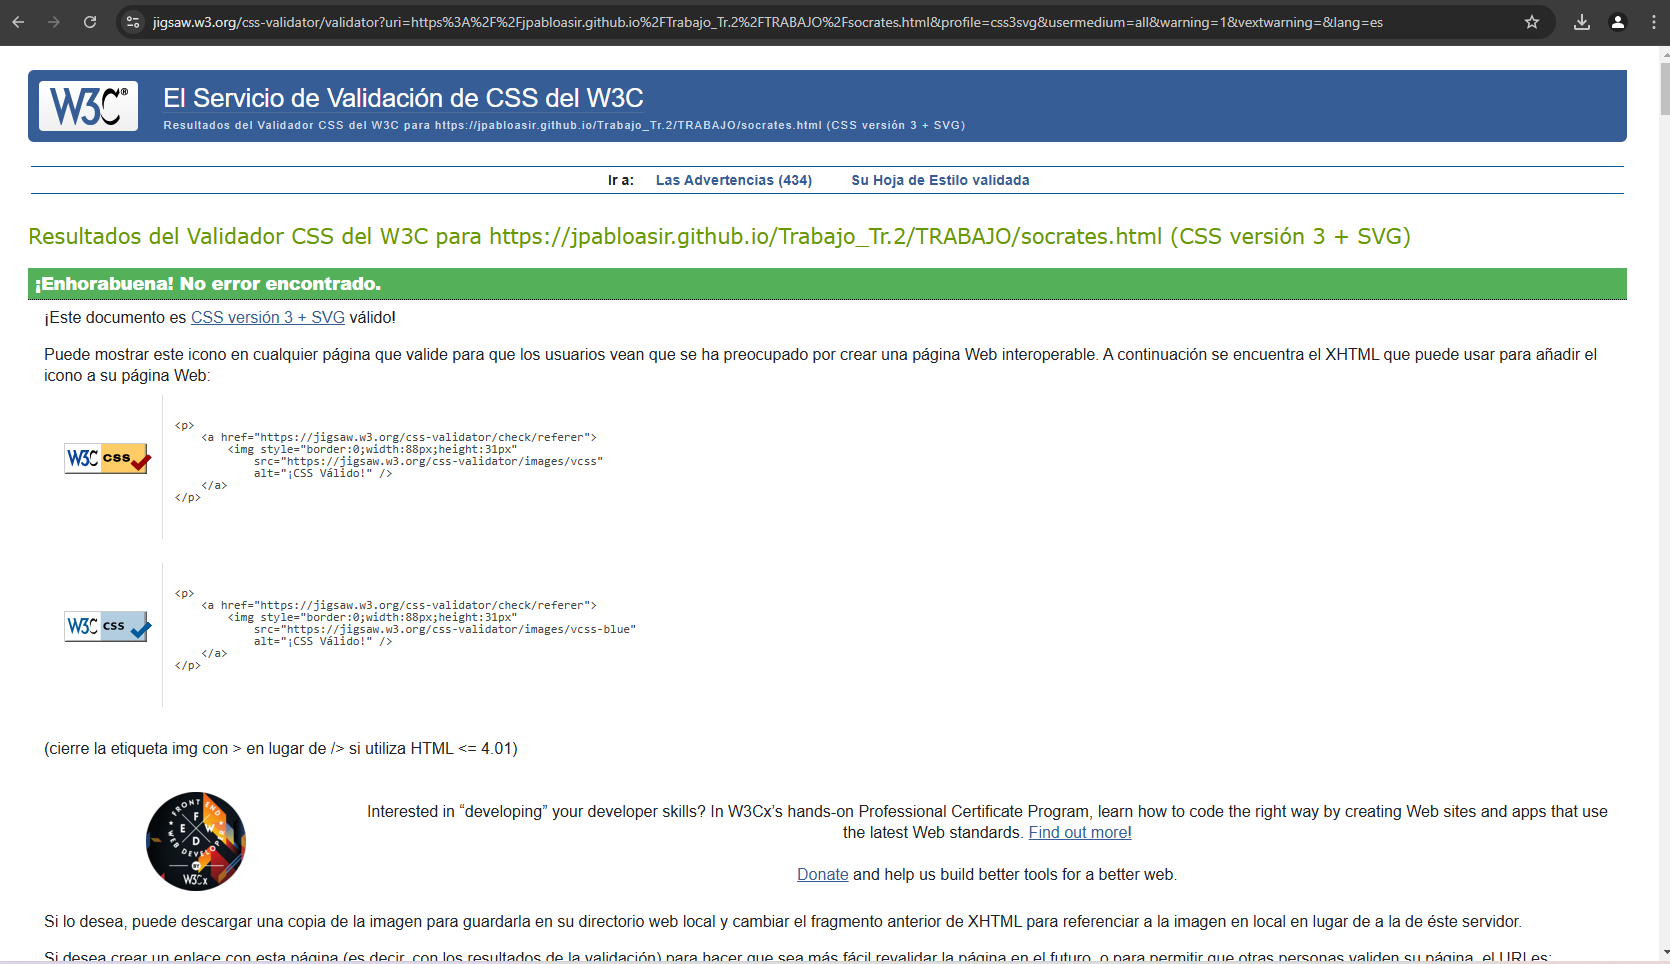 jigsaw.w3.org/css-validator/validator?uri=https%3A%2F%2Fjpabloasir.github.io%2FTrabajo_Tr.2%2FTRABAJO%2Fsocrates.html&profile=css3svg&usermedium=all&warning=1&vextwarning=&lang=es
W3C®
El Servicio de Validación de CSS del W3C
Resultados del Validador CSS del W3C para https://jpabloasir.github.io/Trabajo_Tr.2/TRABAJO/socrates.html (CSS versión 3 + SVG)
Ir a: Las Advertencias (434) Su Hoja de Estilo validada
Resultados del Validador CSS del W3C para https://jpabloasir.github.io/Trabajo_Tr.2/TRABAJO/socrates.html (CSS versión 3 + SVG)
¡Enhorabuena! No error encontrado.
¡Este documento es CSS versión 3 + SVG válido!
Puede mostrar este icono en cualquier página que valide para que los usuarios vean que se ha preocupado por crear una página Web interoperable. A continuación se encuentra el XHTML que puede usar para añadir el
icono a su página Web:
W3C css
<p>
<a href="https://jigsaw.w3.org/css-validator/check/referer">
<img style="border:0;width:88px;height:31px"
src="https://jigsaw.w3.org/css-validator/images/vcss"
alt="¡CSS Válido!" />
</a>
</p>
W3C css
<p>
<a href="https://jigsaw.w3.org/css-validator/check/referer">
<img style="border:0;width:88px;height:31px"
src="https://jigsaw.w3.org/css-validator/images/vcss-blue"
alt="¡CSS Válido!" />
</a>
</p>
(cierre la etiqueta img con > en lugar de /> si utiliza HTML <= 4.01)
FRONT END
WEB DEVELOPER
F
E W
D
BY
W3Cx
Interested in “developing” your developer skills? In W3Cx’s hands-on Professional Certificate Program, learn how to code the right way by creating Web sites and apps that use
the latest Web standards. Find out more!
Donate and help us build better tools for a better web.
Si lo desea, puede descargar una copia de la imagen para guardarla en su directorio web local y cambiar el fragmento anterior de XHTML para referenciar a la imagen en local en lugar de a la de éste servidor.
Si desea crear un enlace con esta página (es decir, con los resultados de la validación) para hacer que sea más fácil revalidar la página en el futuro, o para permitir que otras personas validen su página, el URI es: